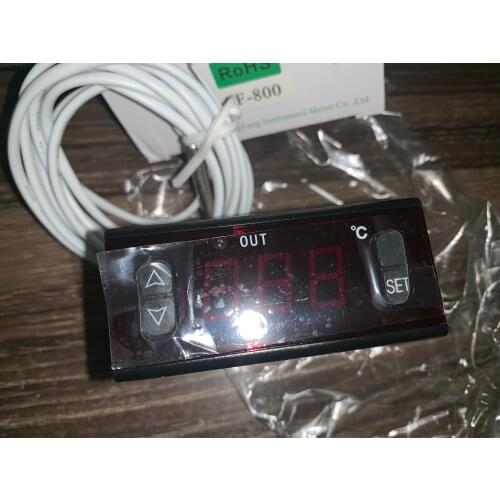 RoHS
F-800
Instrument Meter Co.,Ltd
OUT
°C
SET